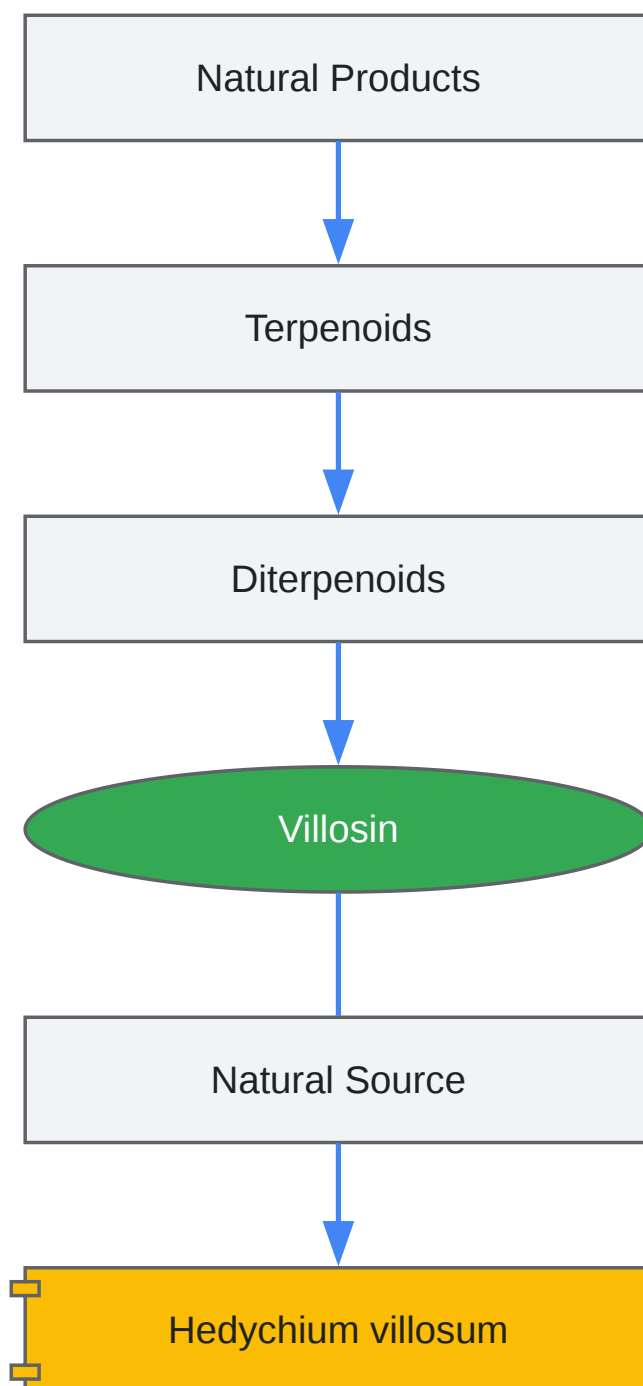 Natural Products
Terpenoids
Diterpenoids
Villosin
Natural Source
Hedychium villosum